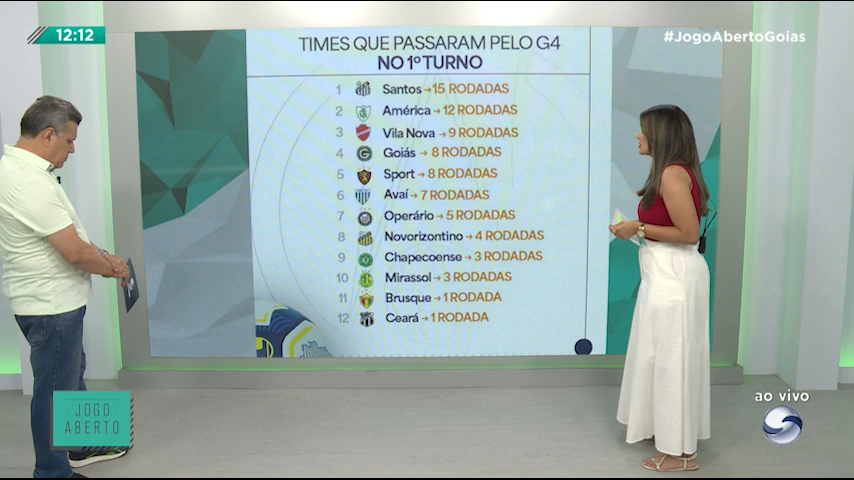 12:12
#JogoAbertoGoias
TIMES QUE PASSARAM PELO G4
NO 1º TURNO
1 Santos → 15 RODADAS
2 América → 12 RODADAS
3 Vila Nova → 9 RODADAS
4 Goiás → 8 RODADAS
5 Sport → 8 RODADAS
6 Avaí → 7 RODADAS
7 Operário → 5 RODADAS
8 Novorizontino → 4 RODADAS
9 Chapecoense → 3 RODADAS
10 Mirassol → 3 RODADAS
11 Brusque → 1 RODADA
12 Ceará → 1 RODADA
JOGO
ABERTO
AO VIVO